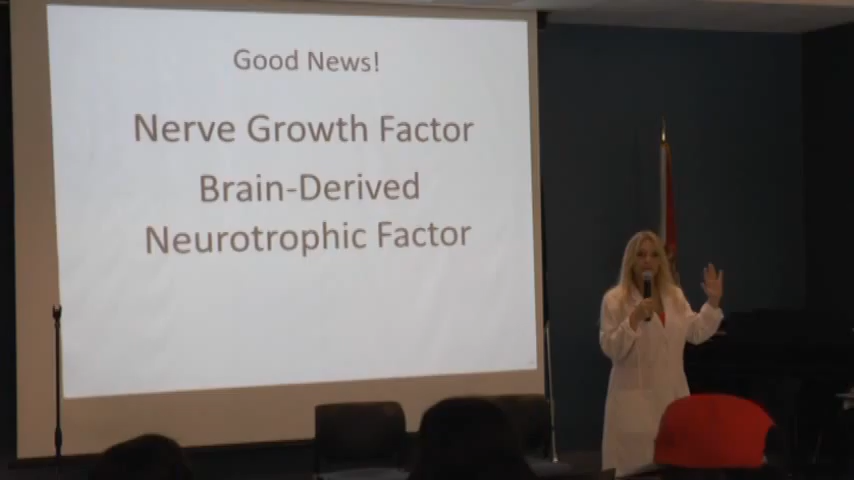 Good News!
Nerve Growth Factor
Brain-Derived
Neurotrophic Factor